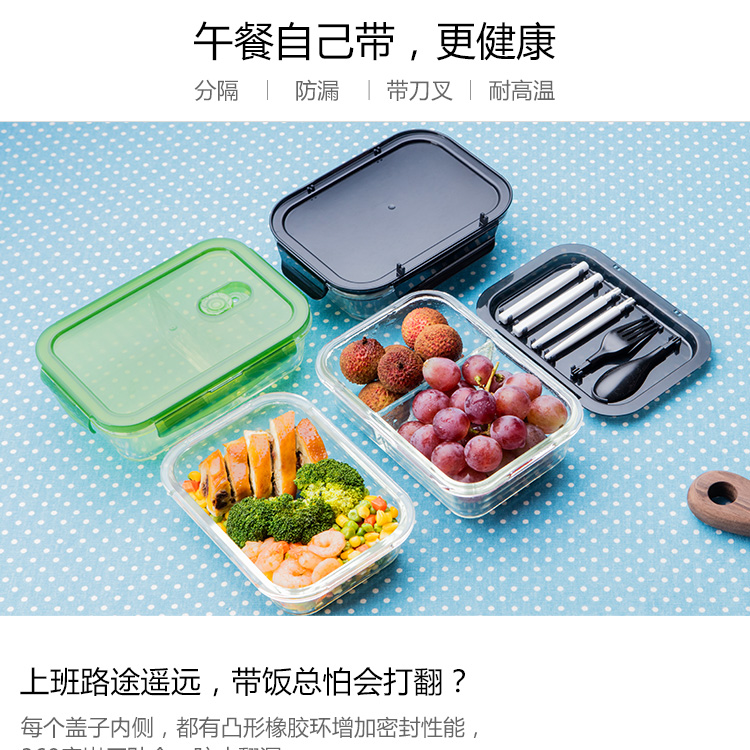 午餐自己带，更健康
分隔 | 防漏 | 带刀叉 | 耐高温
上班路途遥远，带饭总怕会打翻？
每个盖子内侧，都有凸形橡胶环增加密封性能，